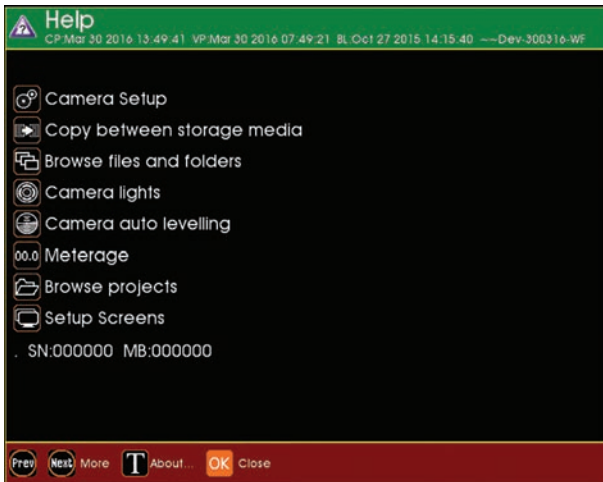 Help
CP:Mar 30 2016 13:49:41 VP:Mar 30 2016 07:49:21 BL:Oct 27 2015 14:15:40 ~~Dev-300316-WF
Camera Setup
Copy between storage media
Browse files and folders
Camera lights
Camera auto levelling
00.0 Meterage
Browse projects
Setup Screens
. SN:000000 MB:000000
Prev Next More T About... OK Close